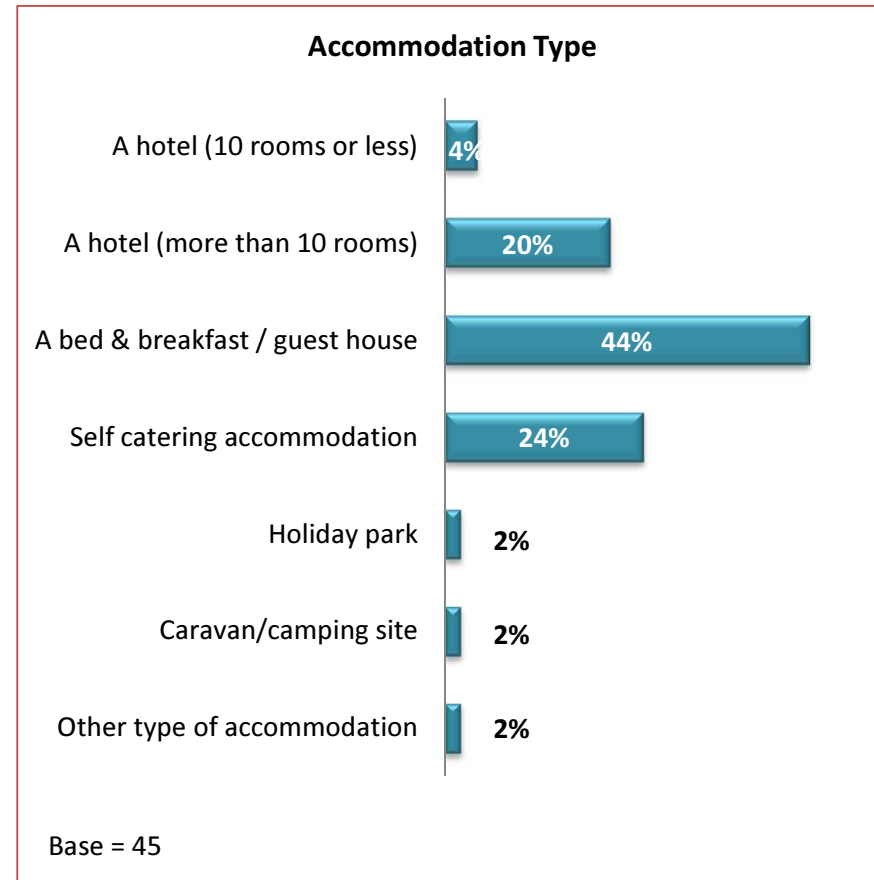 Accommodation Type
A hotel (10 rooms or less)
4%
A hotel (more than 10 rooms)
20%
A bed & breakfast / guest house
44%
Self catering accommodation
24%
Holiday park
2%
Caravan/camping site
2%
Other type of accommodation
2%
Base = 45